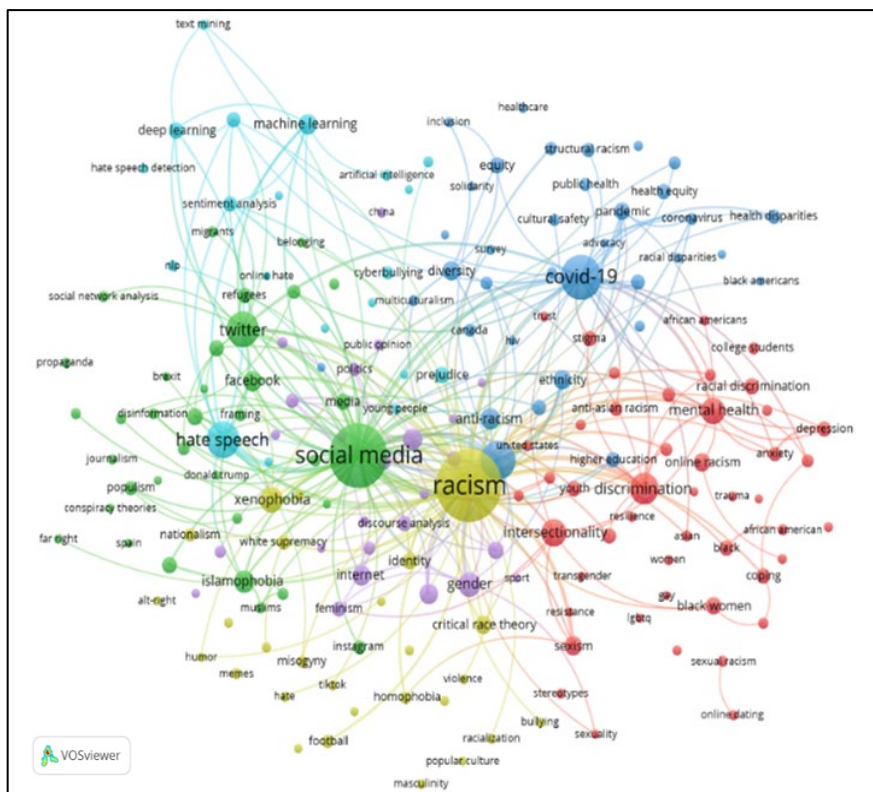 text mining
deep learning
machine learning
healthcare
inclusion
hate speech detection
artificial intelligence
equity
structural racism
solidarity
public health
health equity
sentiment analysis
china
migrants
cultural safety
pandemic
coronavirus
health disparities
belonging
survey
advocacy
racial disparities
nlp
online hate
cyberbullying
diversity
covid-19
black americans
social network analysis
refugees
multiculturalism
trust
african americans
twitter
canada
hiv
stigma
college students
public opinion
propaganda
politics
brexit
facebook
prejudice
ethnicity
racial discrimination
media
young people
disinformation
framing
anti-racism
anti-asian racism
mental health
hate speech
united states
depression
social media
journalism
donald trump
higher education
online racism
anxiety
populism
racism
youth
discrimination
conspiracy theories
xenophobia
trauma
resilience
discourse analysis
nationalism
white supremacy
intersectionality
asian
african american
far right
spain
identity
black
women
islamophobia
internet
gender
sport
transgender
coping
gay
alt-right
muslims
feminism
resistance
lgbtq
black women
critical race theory
instagram
sexism
humor
misogyny
memes
sexual racism
hate
tiktok
homophobia
violence
stereotypes
bullying
online dating
football
racialization
sexuality
popular culture
masculinity
VOSviewer